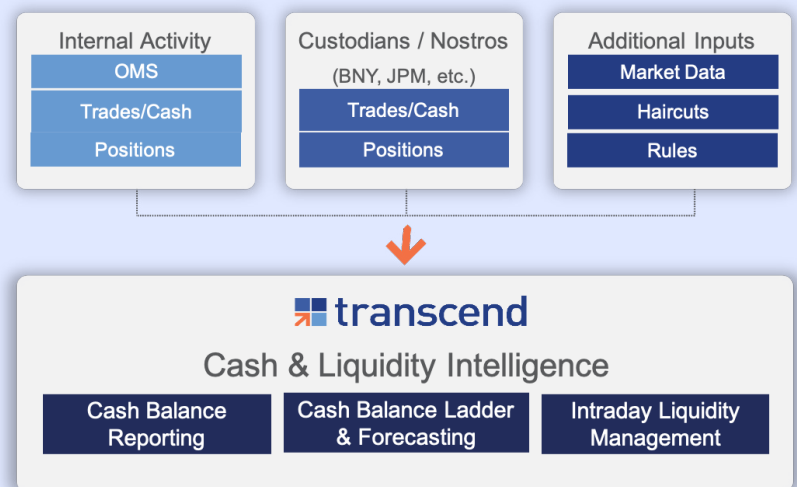 Internal Activity
OMS
Trades/Cash
Positions
Custodians / Nostros
(BNY, JPM, etc.)
Trades/Cash
Positions
Additional Inputs
Market Data
Haircuts
Rules
transcend
Cash & Liquidity Intelligence
Cash Balance
Reporting
Cash Balance Ladder
& Forecasting
Intraday Liquidity
Management